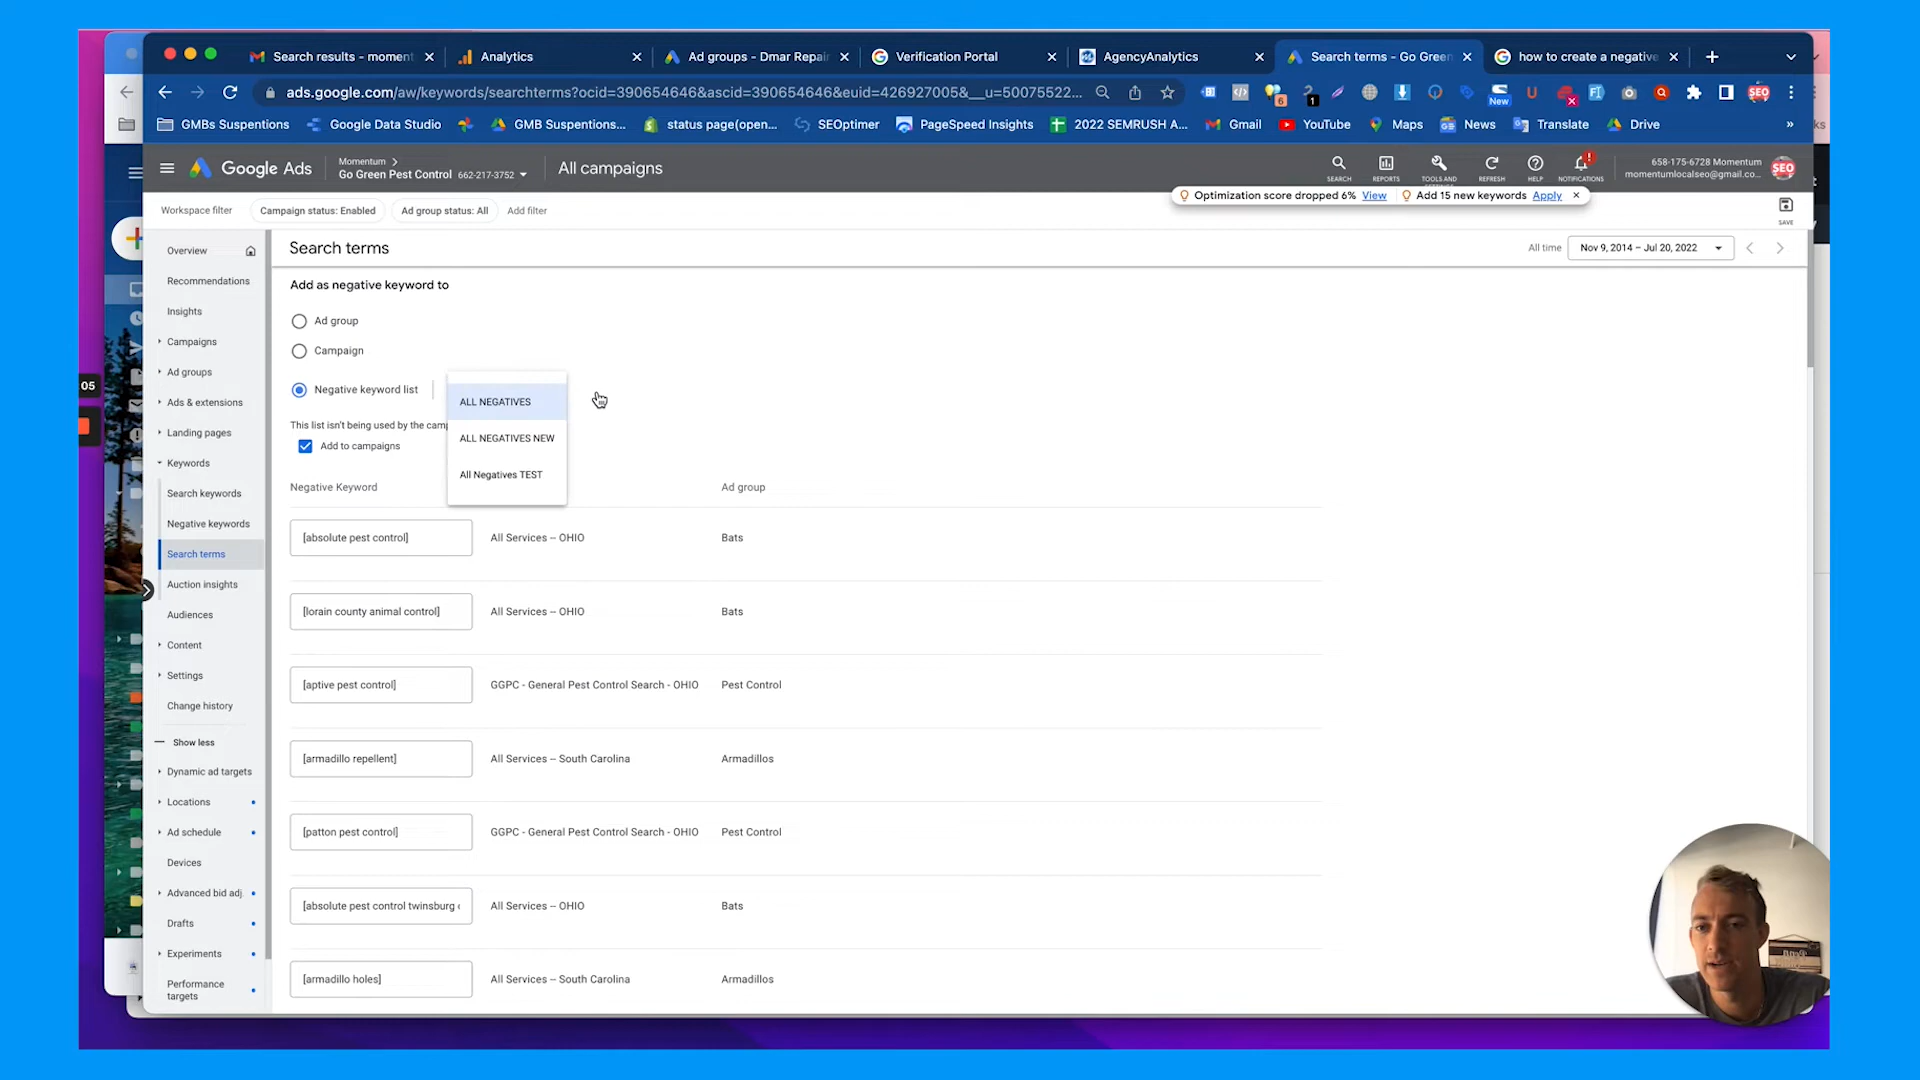 Search results - moment
Analytics
Ad groups - Dmar Repair
Verification Portal
AgencyAnalytics
Search terms - Go Green
how to create a negative
ads.google.com/aw/keywords/searchterms?ocid=390654646&ascid=390654646&euid=426927005&__u=50075522...
6
1
New
SEO
GMBs Suspentions
Google Data Studio
GMB Suspentions...
status page(open...
SEOptimer
PageSpeed Insights
2022 SEMRUSH A...
Gmail
YouTube
Maps
News
Translate
Drive
»
Google Ads
Momentum
Go Green Pest Control 662-217-3752
All campaigns
SEARCH
REPORTS
TOOLS AND
REFRESH
HELP
NOTIFICATIONS
658-175-6728 Momentum
momentumlocalseo@gmail.co...
SEO
Optimization score dropped 6% View
Add 15 new keywords Apply
Workspace filter
Campaign status: Enabled
Ad group status: All
Add filter
SAVE
Overview
Recommendations
Insights
Campaigns
Ad groups
Ads & extensions
Landing pages
Keywords
Search keywords
Negative keywords
Search terms
Auction insights
Audiences
Content
Settings
Change history
Show less
Dynamic ad targets
Locations
Ad schedule
Devices
Advanced bid adj.
Drafts
Experiments
Performance
targets
05
Search terms
All time
Nov 9, 2014 – Jul 20, 2022
Add as negative keyword to
Ad group
Campaign
Negative keyword list
ALL NEGATIVES
ALL NEGATIVES NEW
All Negatives TEST
This list isn't being used by the camp
Add to campaigns
Negative Keyword
Ad group
[absolute pest control] All Services -- OHIO Bats
[lorain county animal control] All Services -- OHIO Bats
[aptive pest control] GGPC - General Pest Control Search - OHIO Pest Control
[armadillo repellent] All Services -- South Carolina Armadillos
[patton pest control] GGPC - General Pest Control Search - OHIO Pest Control
[absolute pest control twinsburg All Services -- OHIO Bats
[armadillo holes] All Services -- South Carolina Armadillos